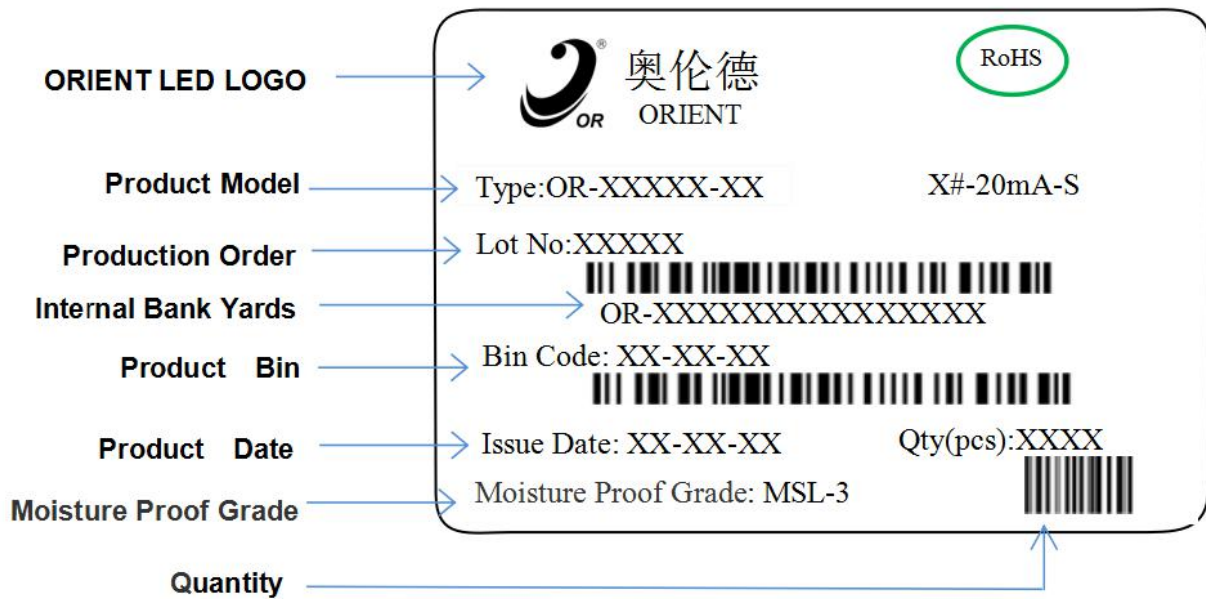 ORIENT LED LOGO
® 奥伦德
OR ORIENT
RoHS
Product Model
Type:OR-XXXXX-XX X#-20mA-S
Production Order
Lot No:XXXXX
Internal Bank Yards
OR-XXXXXXXXXXXXXXX
Product Bin
Bin Code: XX-XX-XX
Product Date
Issue Date: XX-XX-XX Qty(pcs):XXXX
Moisture Proof Grade
Moisture Proof Grade: MSL-3
Quantity